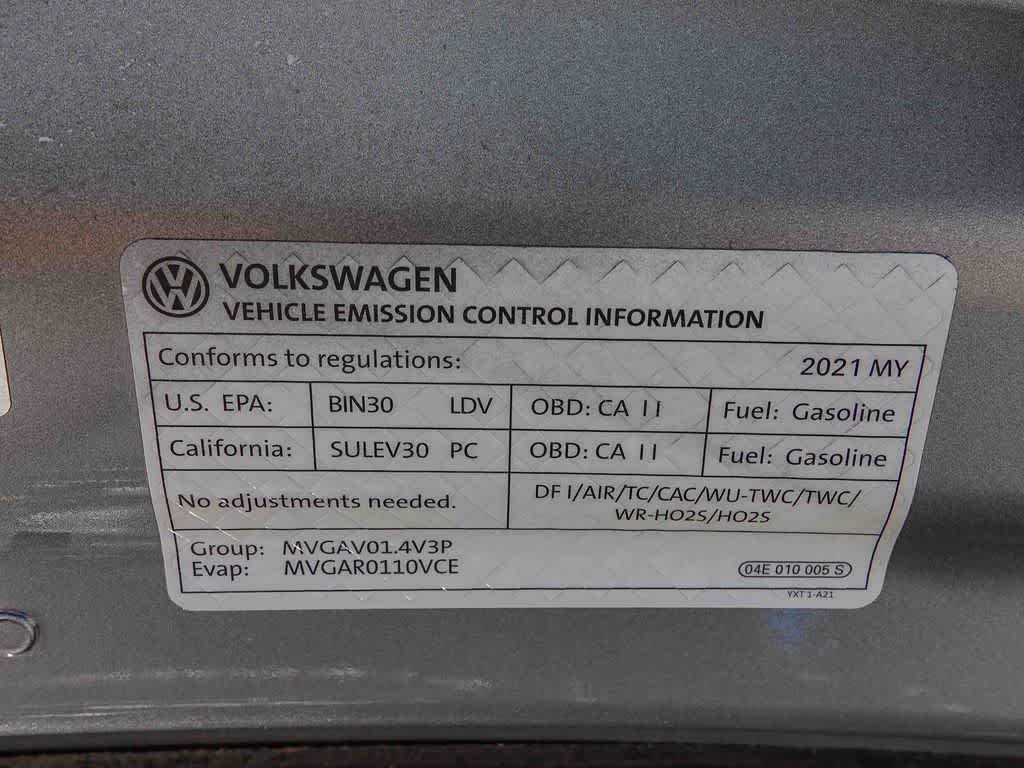 VOLKSWAGEN
VEHICLE EMISSION CONTROL INFORMATION
Conforms to regulations: 2021 MY
U.S. EPA: BIN30 LDV OBD: CA II Fuel: Gasoline
California: SULEV30 PC OBD: CA II Fuel: Gasoline
No adjustments needed.
DFI/AIR/TC/CAC/WU-TWC/TWC/
WR-HO2S/HO2S
Group: MVGAV01.4V3P
Evap: MVGAR0110VCE
04E 010 005 S
YXT 1-A21